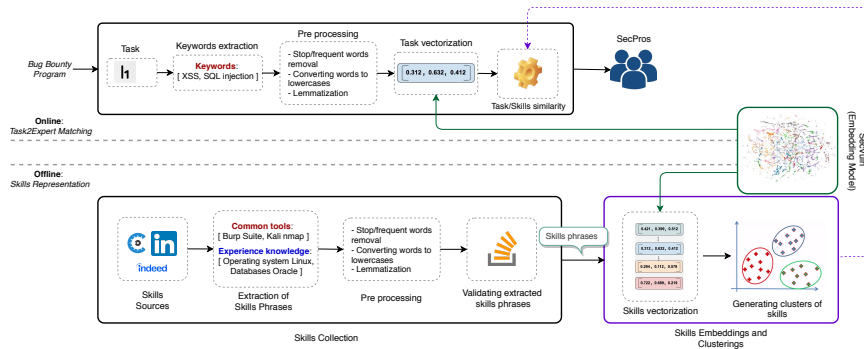 Bug Bounty
Program
Task
Keywords extraction
Keywords:
[ XSS, SQL injection ]
Pre processing
- Stop/frequent words
removal
- Converting words to
lowercases
- Lemmatization
Task vectorization
0.312, 0.632, 0.412
Task/Skills similarity
SecPros
Online:
Task2Expert Matching
Offline:
Skills Representation
(Embedding Model)
in
indeed
Skills
Sources
Common tools:
[ Burp Suite, Kali nmap ]
Experience knowledge:
[ Operating system Linux,
Databases Oracle ]
Extraction of
Skills Phrases
- Stop/frequent words
removal
- Converting words to
lowercases
- Lemmatization
Pre processing
Validating extracted
skills phrases
Skills phrases
Skills Collection
Skills vectorization
Generating clusters of
skills
Skills Embeddings and
Clusterings